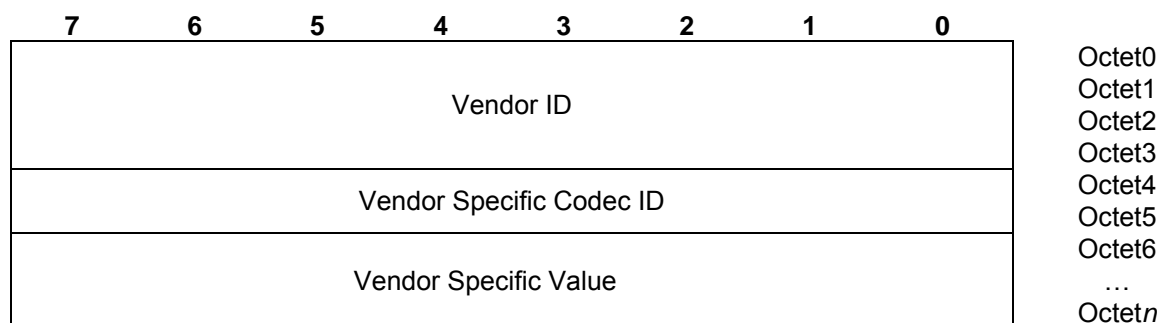 7 6 5 4 3 2 1 0
Octet0
Vendor ID
Octet1
Octet2
Octet3
Vendor Specific Codec ID
Octet4
Octet5
Vendor Specific Value
Octet6
…
Octetn